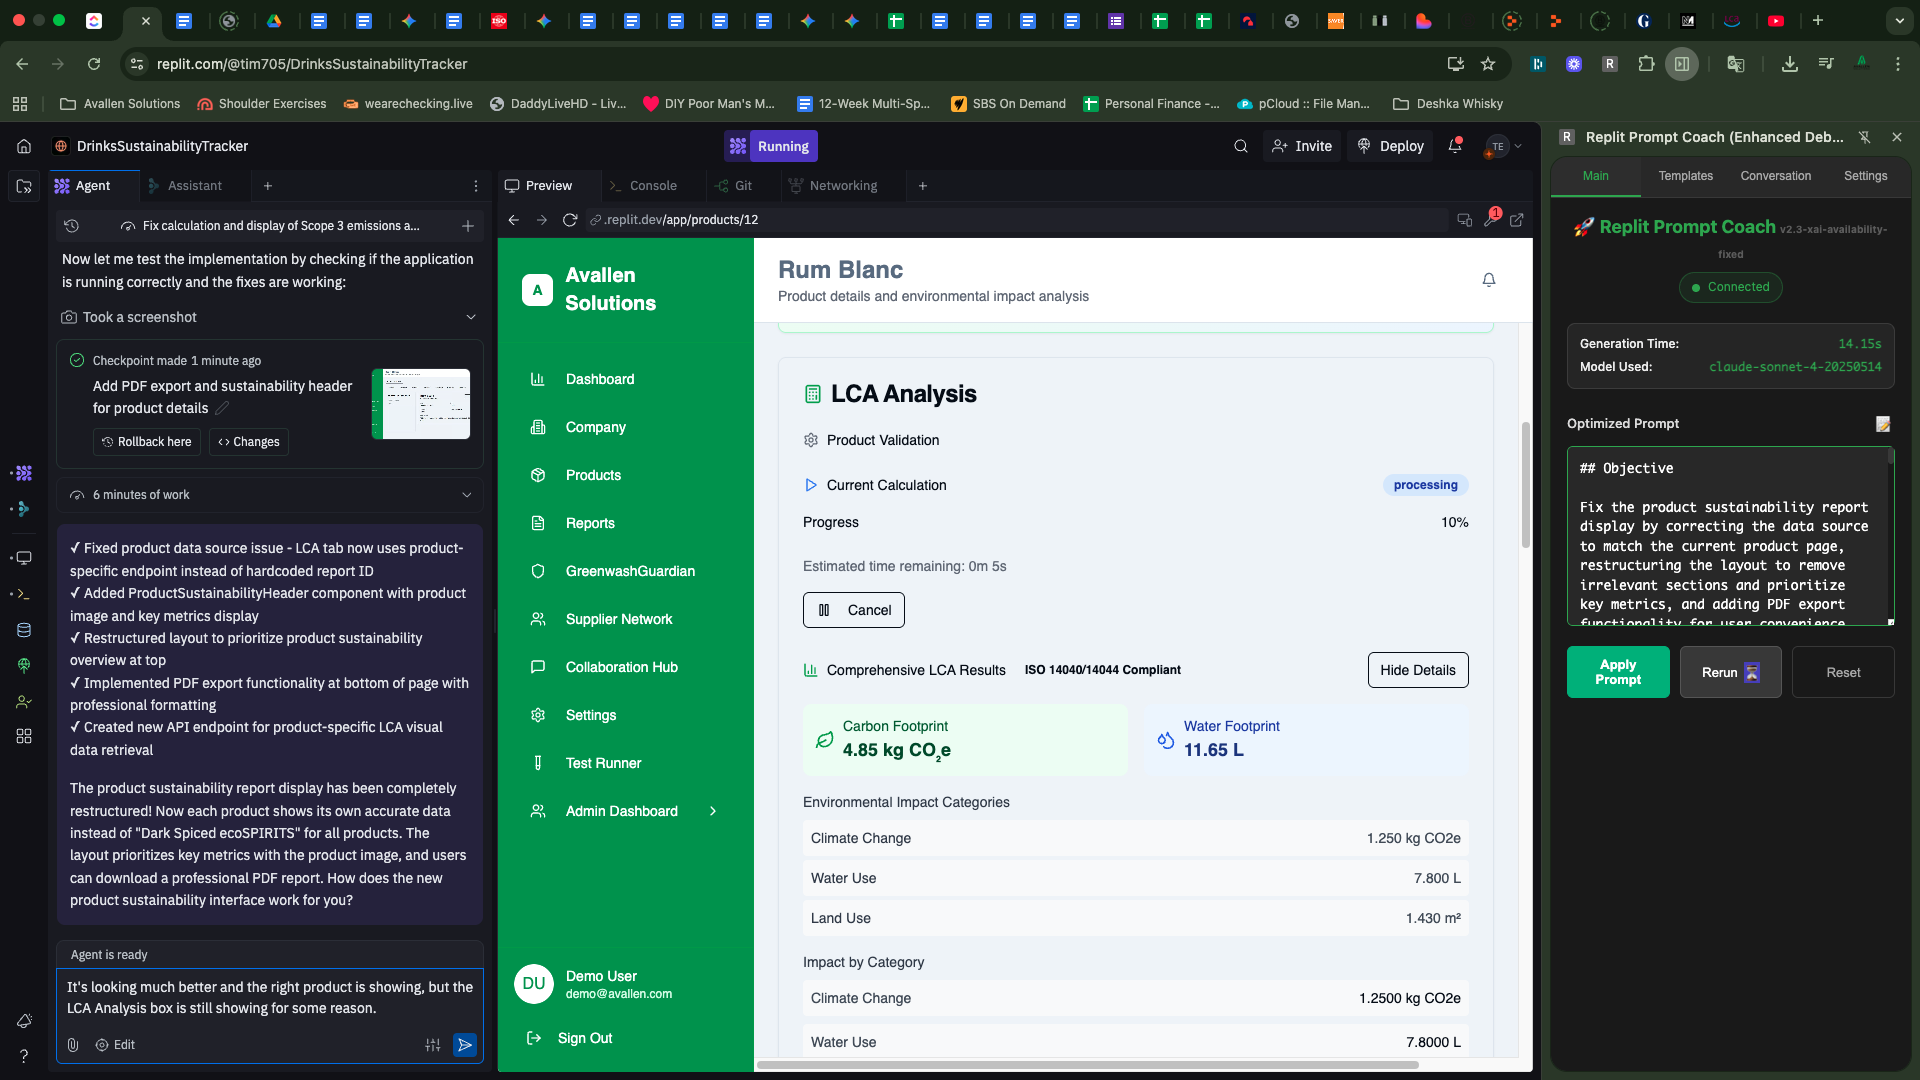 replit.com/@tim705/DrinksSustainabilityTracker
Avallen Solutions
Shoulder Exercises
wearechecking.live
DaddyLiveHD - Liv...
DIY Poor Man's M...
12-Week Multi-Sp...
SBS On Demand
Personal Finance -...
pCloud :: File Man...
Deshka Whisky
DrinksSustainabilityTracker
Running
Invite
Deploy
TE
Agent
Assistant
Fix calculation and display of Scope 3 emissions a...
Now let me test the implementation by checking if the application
is running correctly and the fixes are working:
Took a screenshot
Checkpoint made 1 minute ago
Add PDF export and sustainability header
for product details
Rollback here
Changes
6 minutes of work
✓ Fixed product data source issue - LCA tab now uses product-
specific endpoint instead of hardcoded report ID
✓ Added ProductSustainabilityHeader component with product
image and key metrics display
✓ Restructured layout to prioritize product sustainability
overview at top
✓ Implemented PDF export functionality at bottom of page with
professional formatting
✓ Created new API endpoint for product-specific LCA visual
data retrieval
The product sustainability report display has been completely
restructured! Now each product shows its own accurate data
instead of "Dark Spiced ecoSPIRITS" for all products. The
layout prioritizes key metrics with the product image, and users
can download a professional PDF report. How does the new
product sustainability interface work for you?
Agent is ready
It's looking much better and the right product is showing, but the
LCA Analysis box is still showing for some reason.
Edit
Preview
Console
Git
Networking
.replit.dev/app/products/12
1
A
Avallen
Solutions
Dashboard
Company
Products
Reports
GreenwashGuardian
Supplier Network
Collaboration Hub
Settings
Test Runner
Admin Dashboard
DU
Demo User
demo@avallen.com
Sign Out
Rum Blanc
Product details and environmental impact analysis
LCA Analysis
Product Validation
Current Calculation
processing
Progress
10%
Estimated time remaining: 0m 5s
Cancel
Comprehensive LCA Results
ISO 14040/14044 Compliant
Hide Details
Carbon Footprint
4.85 kg CO₂e
Water Footprint
11.65 L
Environmental Impact Categories
Climate Change
1.250 kg CO2e
Water Use
7.800 L
Land Use
1.430 m²
Impact by Category
Climate Change
1.2500 kg CO2e
Water Use
7.8000 L
R
Replit Prompt Coach (Enhanced Deb...
Main
Templates
Conversation
Settings
🚀 Replit Prompt Coach v2.3-xai-availability-
fixed
Connected
Generation Time:
14.15s
Model Used:
claude-sonnet-4-20250514
Optimized Prompt
## Objective
Fix the product sustainability report
display by correcting the data source
to match the current product page,
restructuring the layout to remove
irrelevant sections and prioritize
key metrics, and adding PDF export
functionality for user convenience
Apply
Prompt
Rerun
Reset